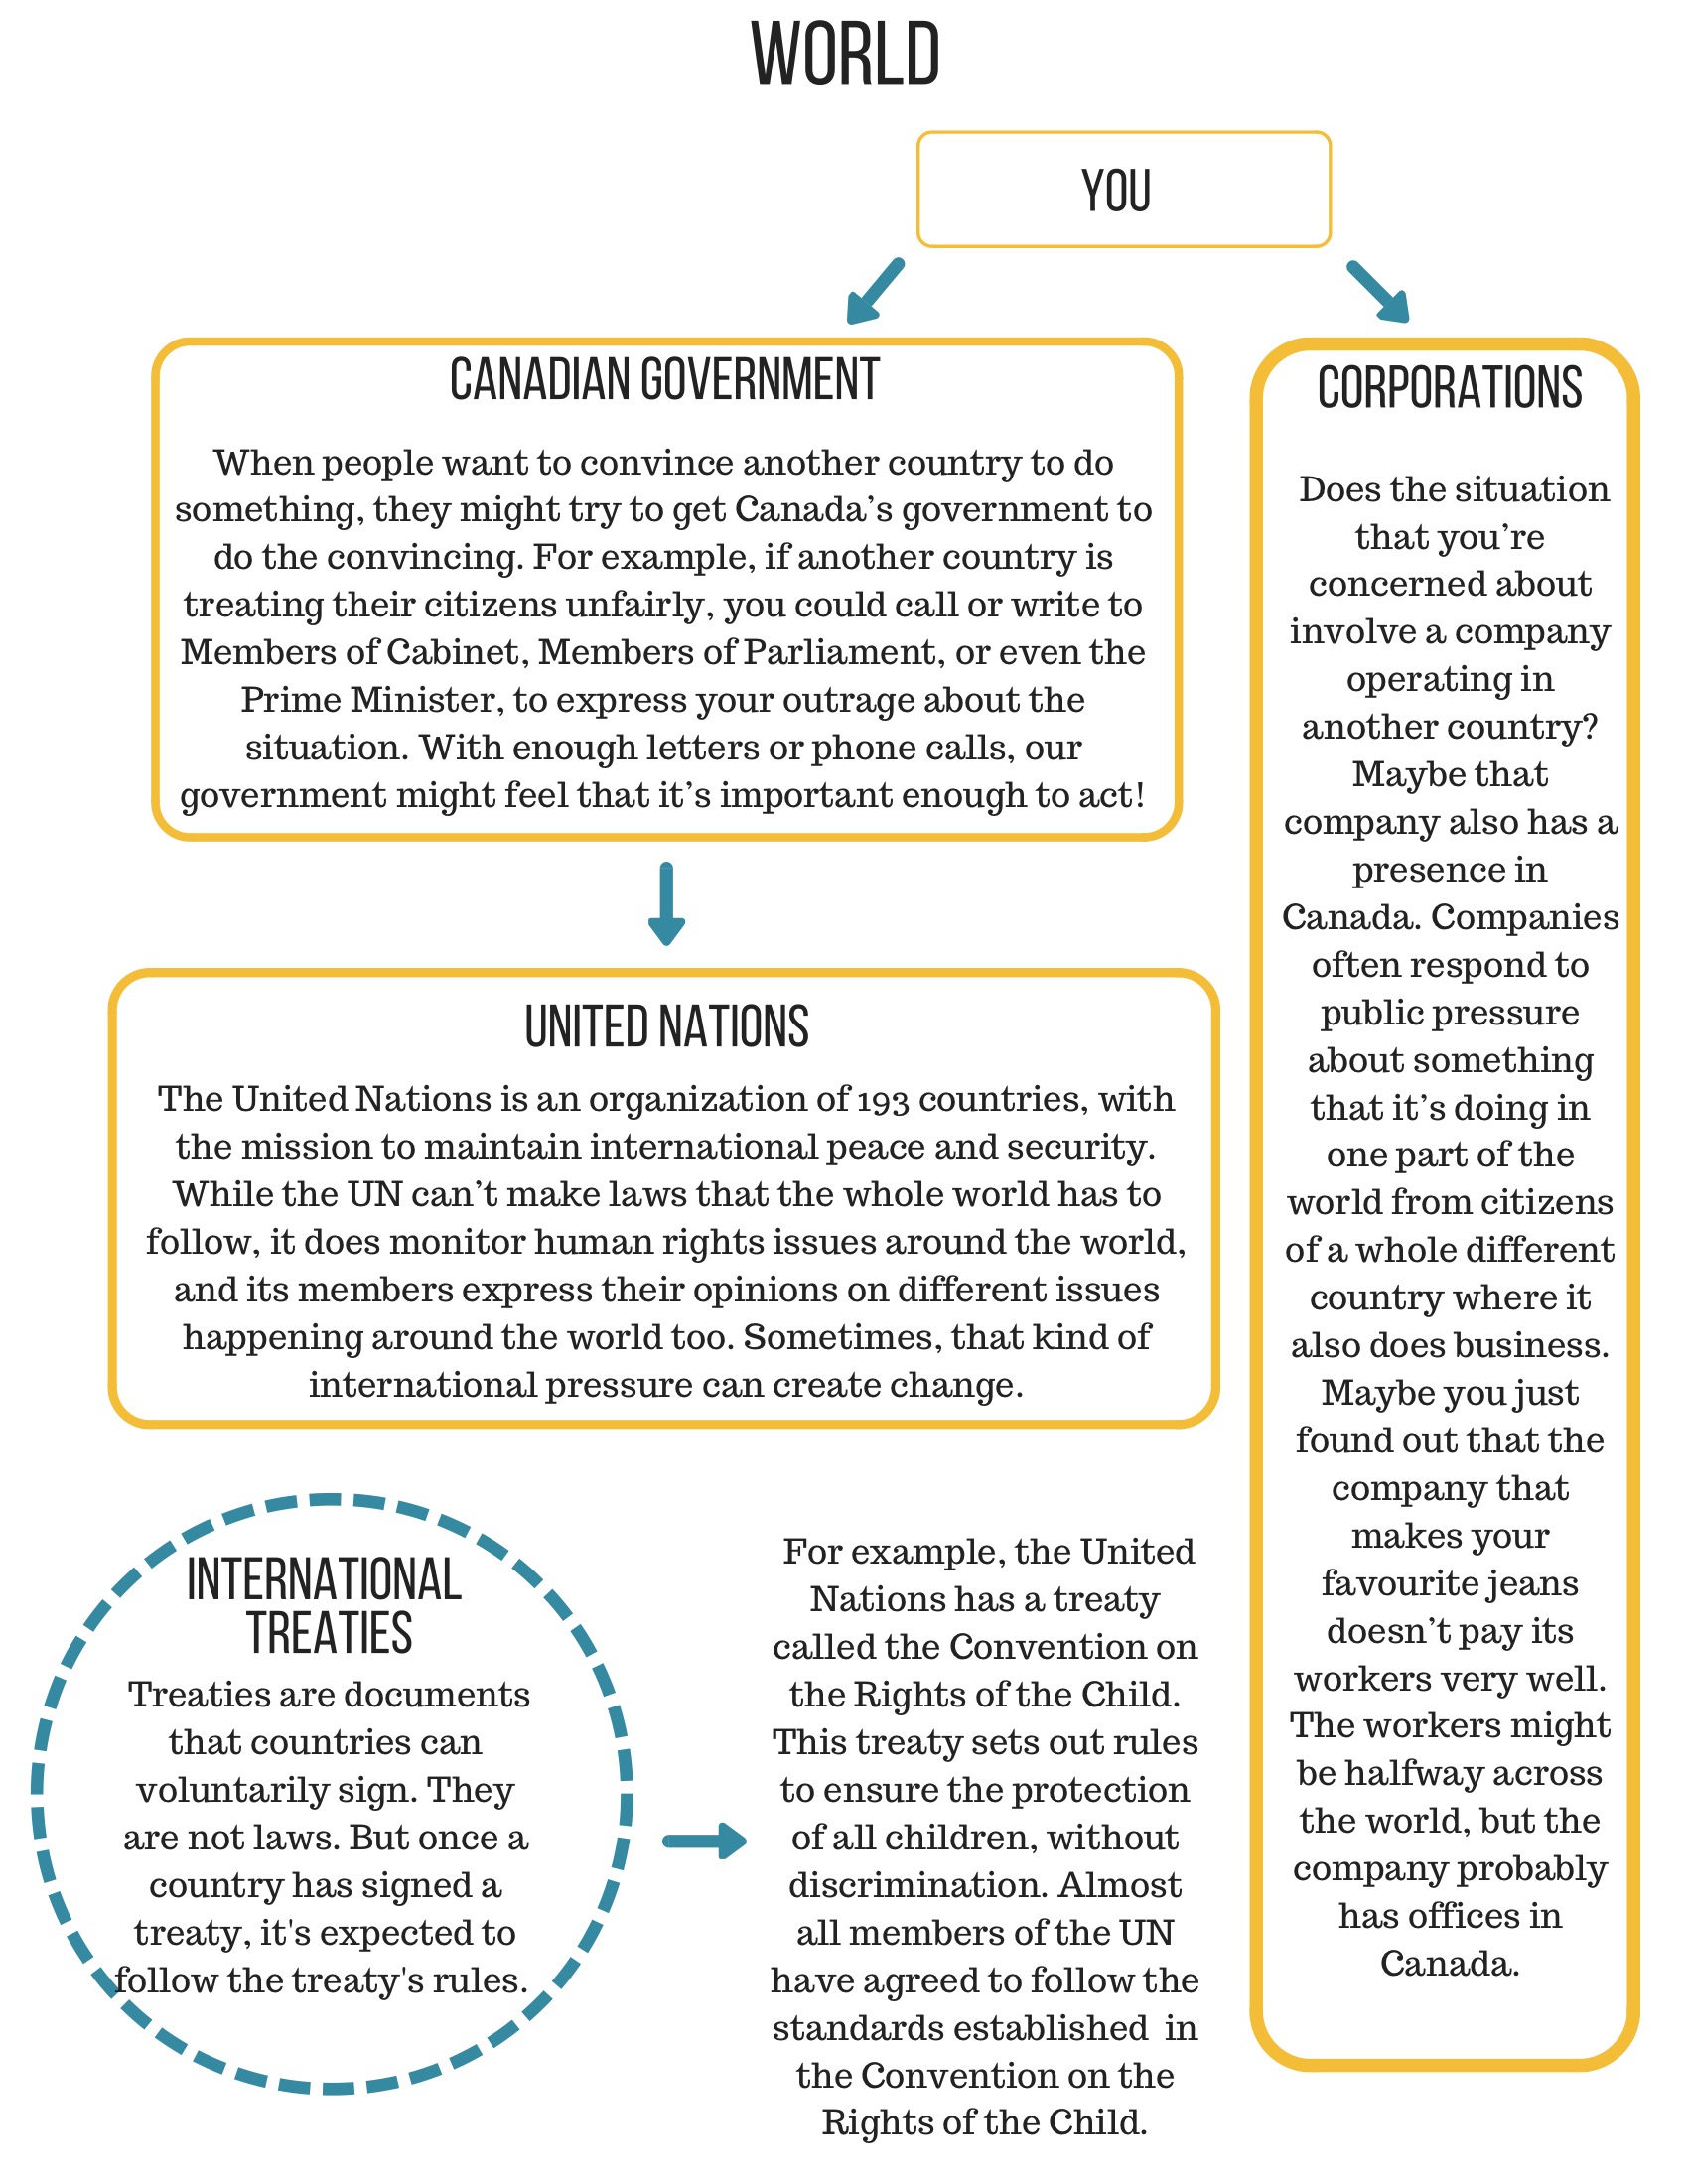 WORLD
YOU
CANADIAN GOVERNMENT
When people want to convince another country to do
something, they might try to get Canada’s government to
do the convincing. For example, if another country is
treating their citizens unfairly, you could call or write to
Members of Cabinet, Members of Parliament, or even the
Prime Minister, to express your outrage about the
situation. With enough letters or phone calls, our
government might feel that it’s important enough to act!
UNITED NATIONS
The United Nations is an organization of 193 countries, with
the mission to maintain international peace and security.
While the UN can’t make laws that the whole world has to
follow, it does monitor human rights issues around the world,
and its members express their opinions on different issues
happening around the world too. Sometimes, that kind of
international pressure can create change.
INTERNATIONAL
TREATIES
Treaties are documents
that countries can
voluntarily sign. They
are not laws. But once a
country has signed a
treaty, it's expected to
follow the treaty's rules.
For example, the United
Nations has a treaty
called the Convention on
the Rights of the Child.
This treaty sets out rules
to ensure the protection
of all children, without
discrimination. Almost
all members of the UN
have agreed to follow the
standards established in
the Convention on the
Rights of the Child.
CORPORATIONS
Does the situation
that you’re
concerned about
involve a company
operating in
another country?
Maybe that
company also has a
presence in
Canada. Companies
often respond to
public pressure
about something
that it’s doing in
one part of the
world from citizens
of a whole different
country where it
also does business.
Maybe you just
found out that the
company that
makes your
favourite jeans
doesn’t pay its
workers very well.
The workers might
be halfway across
the world, but the
company probably
has offices in
Canada.